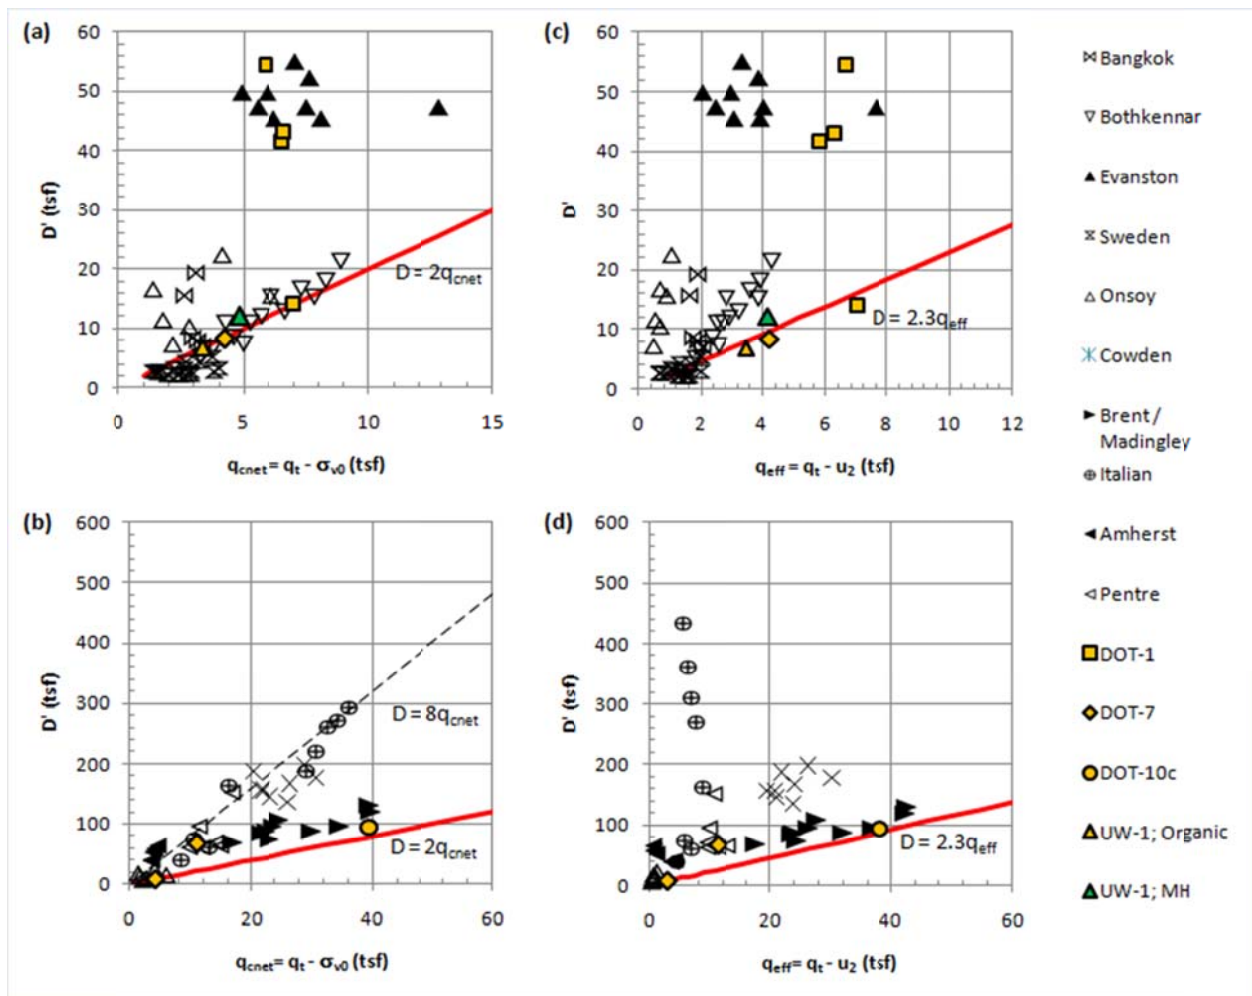 (a)
60
50
40
30
20
10
0
D' (tsf)
D = 2qcnet
0 5 10 15
qcnet = qt - σv0 (tsf)
(c)
60
50
40
30
20
10
0
D'
D = 2.3qeff
0 2 4 6 8 10 12
qeff = qt - u2 (tsf)
(b)
600
500
400
300
200
100
0
D' (tsf)
D = 8qcnet
D = 2qcnet
0 20 40 60
qcnet = qt - σv0 (tsf)
(d)
600
500
400
300
200
100
0
D' (tsf)
D = 2.3qeff
0 20 40 60
qeff = qt - u2 (tsf)
Bangkok
Bothkennar
Evanston
Sweden
Onsoy
Cowden
Brent /
Madingley
Italian
Amherst
Pentre
DOT-1
DOT-7
DOT-10c
UW-1; Organic
UW-1; MH